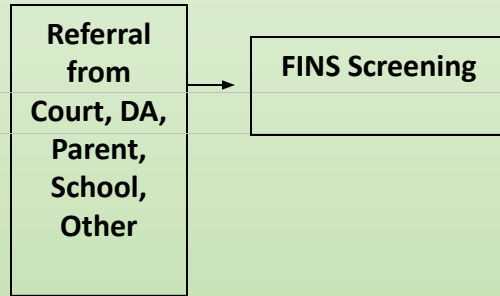 Referral
from
Court, DA,
Parent,
School,
Other
FINS Screening